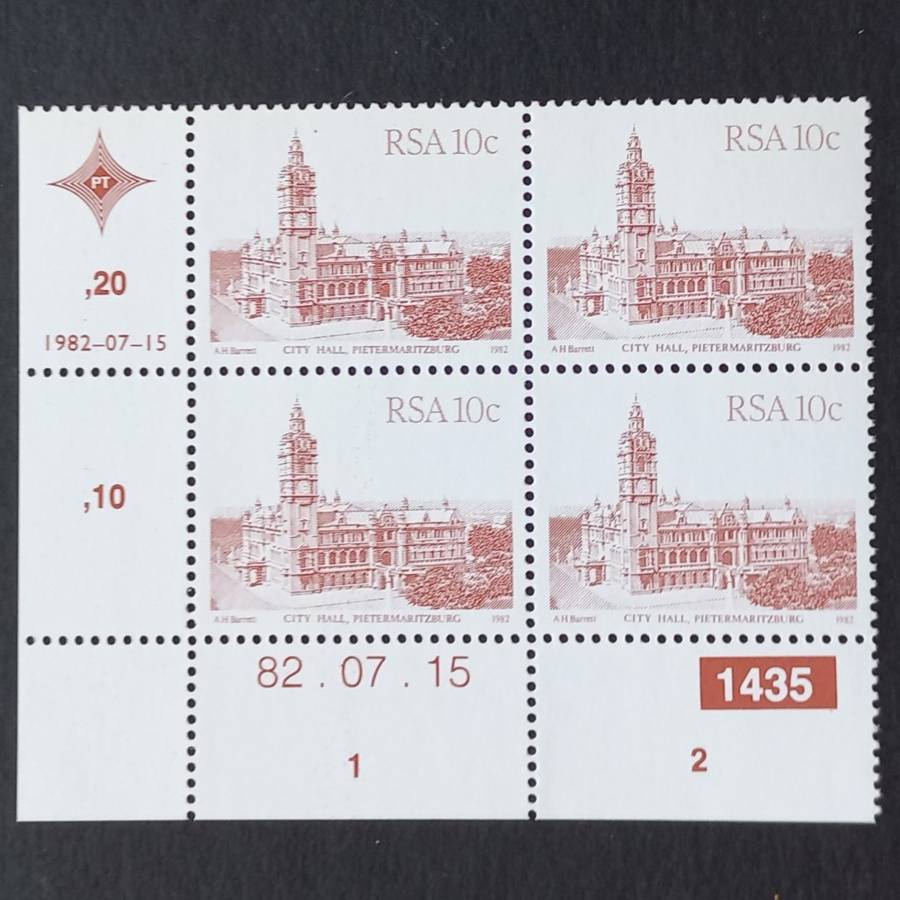 PT
,20
1982–07–15
RSA 10c
A H Barrett CITY HALL, PIETERMARITZBURG 1982
RSA 10c
A H Barrett CITY HALL, PIETERMARITZBURG 1982
,10
RSA 10c
A H Barrett CITY HALL, PIETERMARITZBURG 1982
RSA 10c
A H Barrett CITY HALL, PIETERMARITZBURG 1982
82 . 07 . 15
1435
1
2